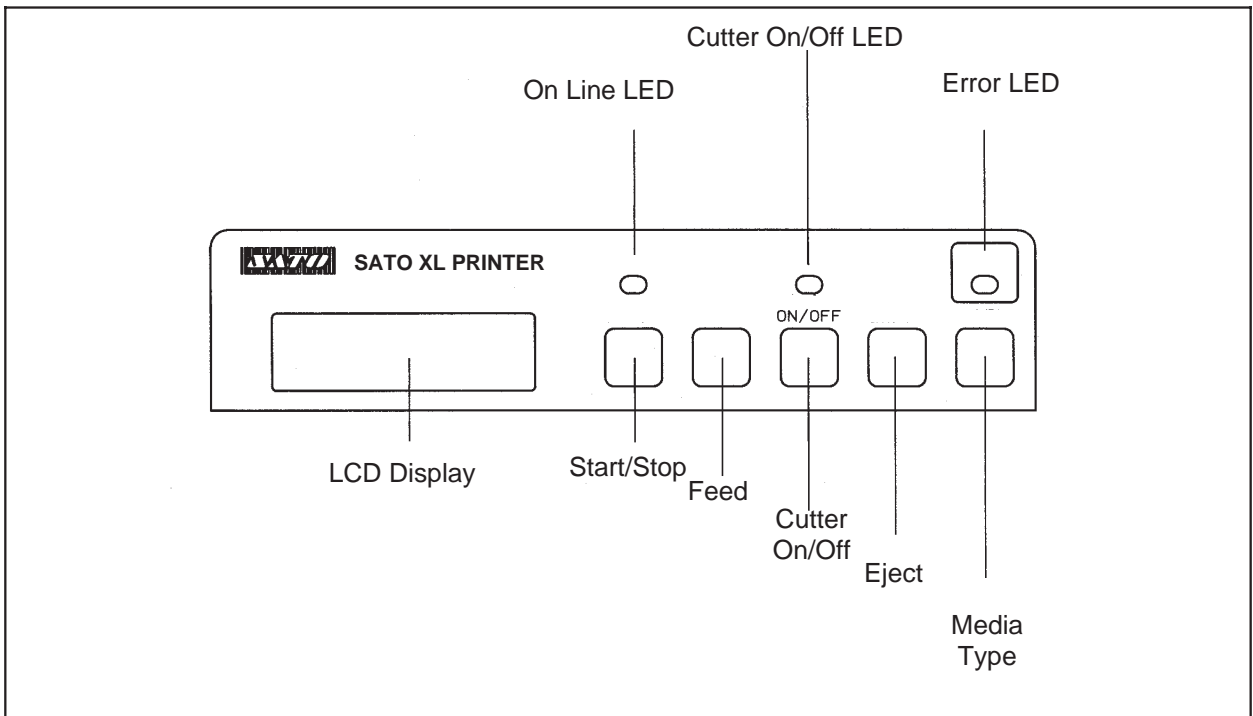 Cutter On/Off LED
On Line LED
Error LED
SATO XL PRINTER
ON/OFF
LCD Display
Start/Stop
Feed
Cutter
On/Off
Eject
Media
Type